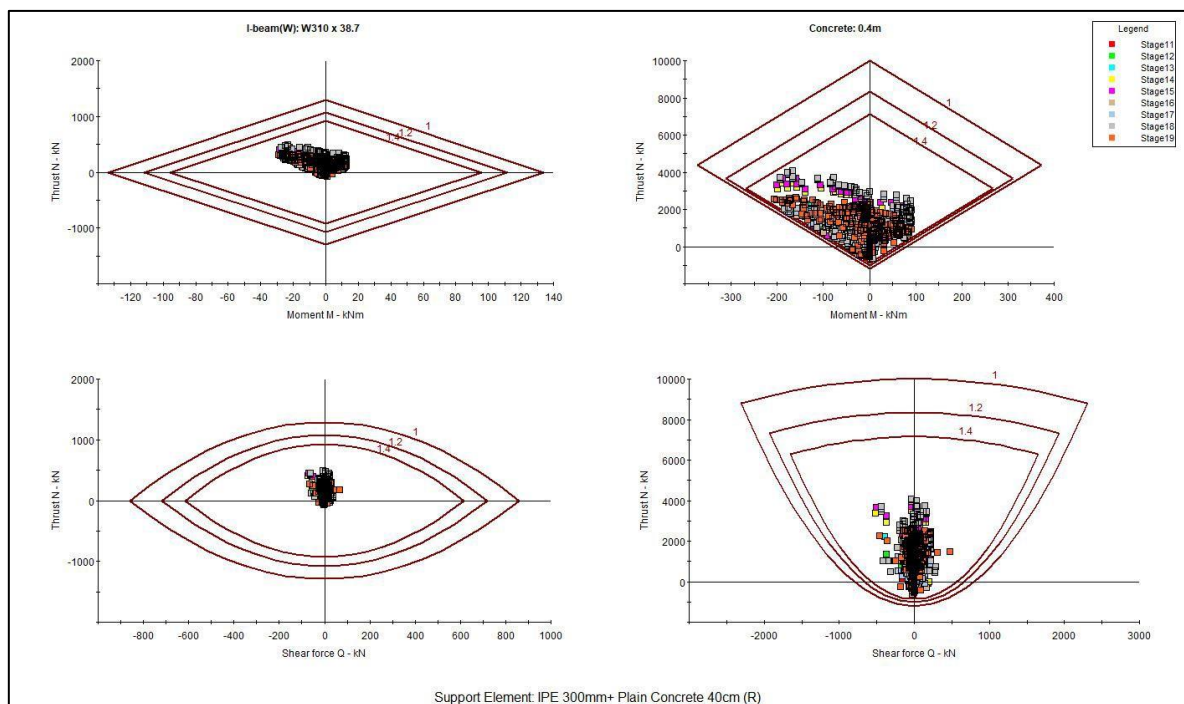 I-beam(W): W310 x 38.7
2000
1000
0
-1000
Thrust N - kN
1
1.2
1.4
-120 -100 -80 -60 -40 -20 0 20 40 60 80 100 120 140
Moment M - kNm
Concrete: 0.4m
10000
8000
6000
4000
2000
0
Thrust N - kN
1
1.2
1.4
-300 -200 -100 0 100 200 300 400
Moment M - kNm
Legend
Stage11
Stage12
Stage13
Stage14
Stage15
Stage16
Stage17
Stage18
Stage19
2000
1000
0
-1000
Thrust N - kN
1
1.2
1.4
-800 -600 -400 -200 0 200 400 600 800 1000
Shear force Q - kN
10000
8000
6000
4000
2000
0
Thrust N - kN
1
1.2
1.4
-2000 -1000 0 1000 2000 3000
Shear force Q - kN
Support Element: IPE 300mm+ Plain Concrete 40cm (R)